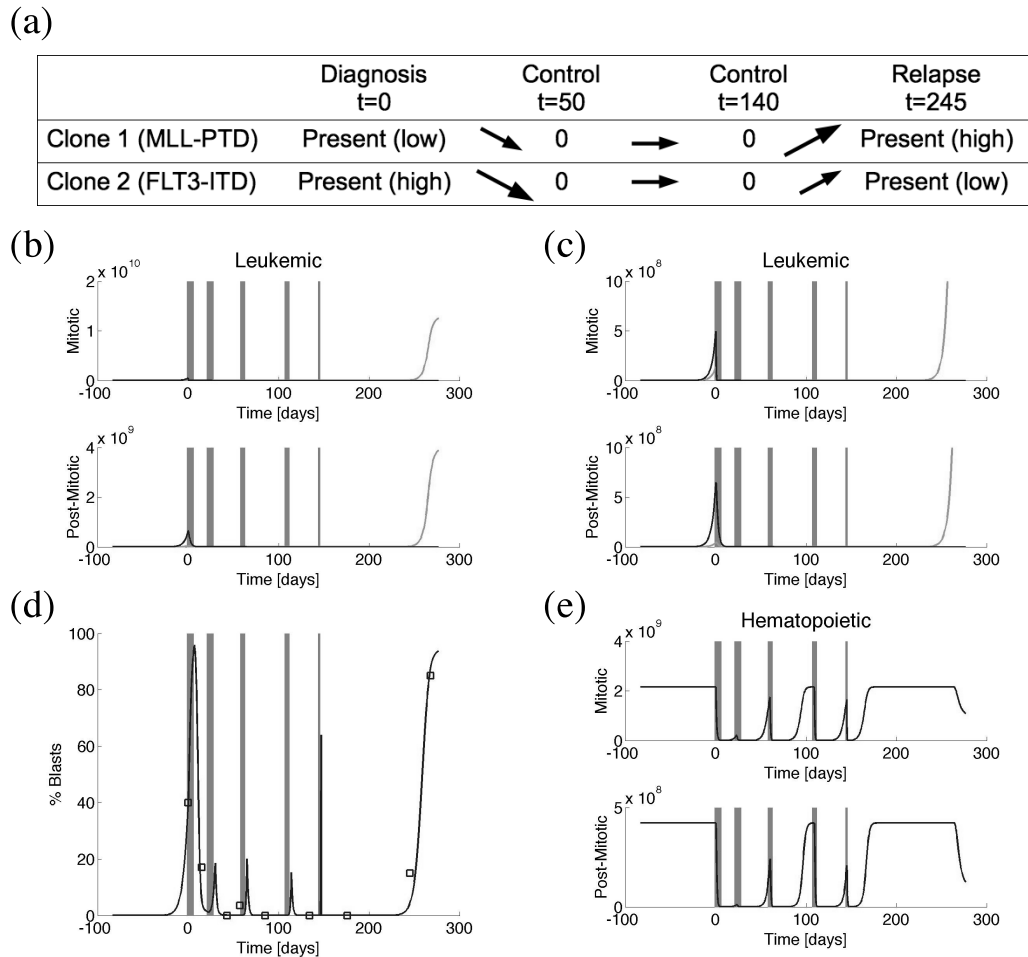 (a)
Diagnosis Control Control Relapse
t=0 t=50 t=140 t=245
Clone 1 (MLL-PTD) Present (low) 0 0 Present (high)
Clone 2 (FLT3-ITD) Present (high) 0 0 Present (low)
(b)
Leukemic
x 10^10
Mitotic
2
1
0
-100 0 100 200 300
Time [days]
x 10^9
Post-Mitotic
4
2
0
-100 0 100 200 300
Time [days]
(c)
Leukemic
x 10^8
Mitotic
10
5
0
-100 0 100 200 300
Time [days]
x 10^8
Post-Mitotic
10
5
0
-100 0 100 200 300
Time [days]
(d)
% Blasts
100
80
60
40
20
0
-100 0 100 200 300
Time [days]
(e)
Hematopoietic
x 10^9
Mitotic
4
2
0
-100 0 100 200 300
Time [days]
x 10^8
Post-Mitotic
5
0
-100 0 100 200 300
Time [days]